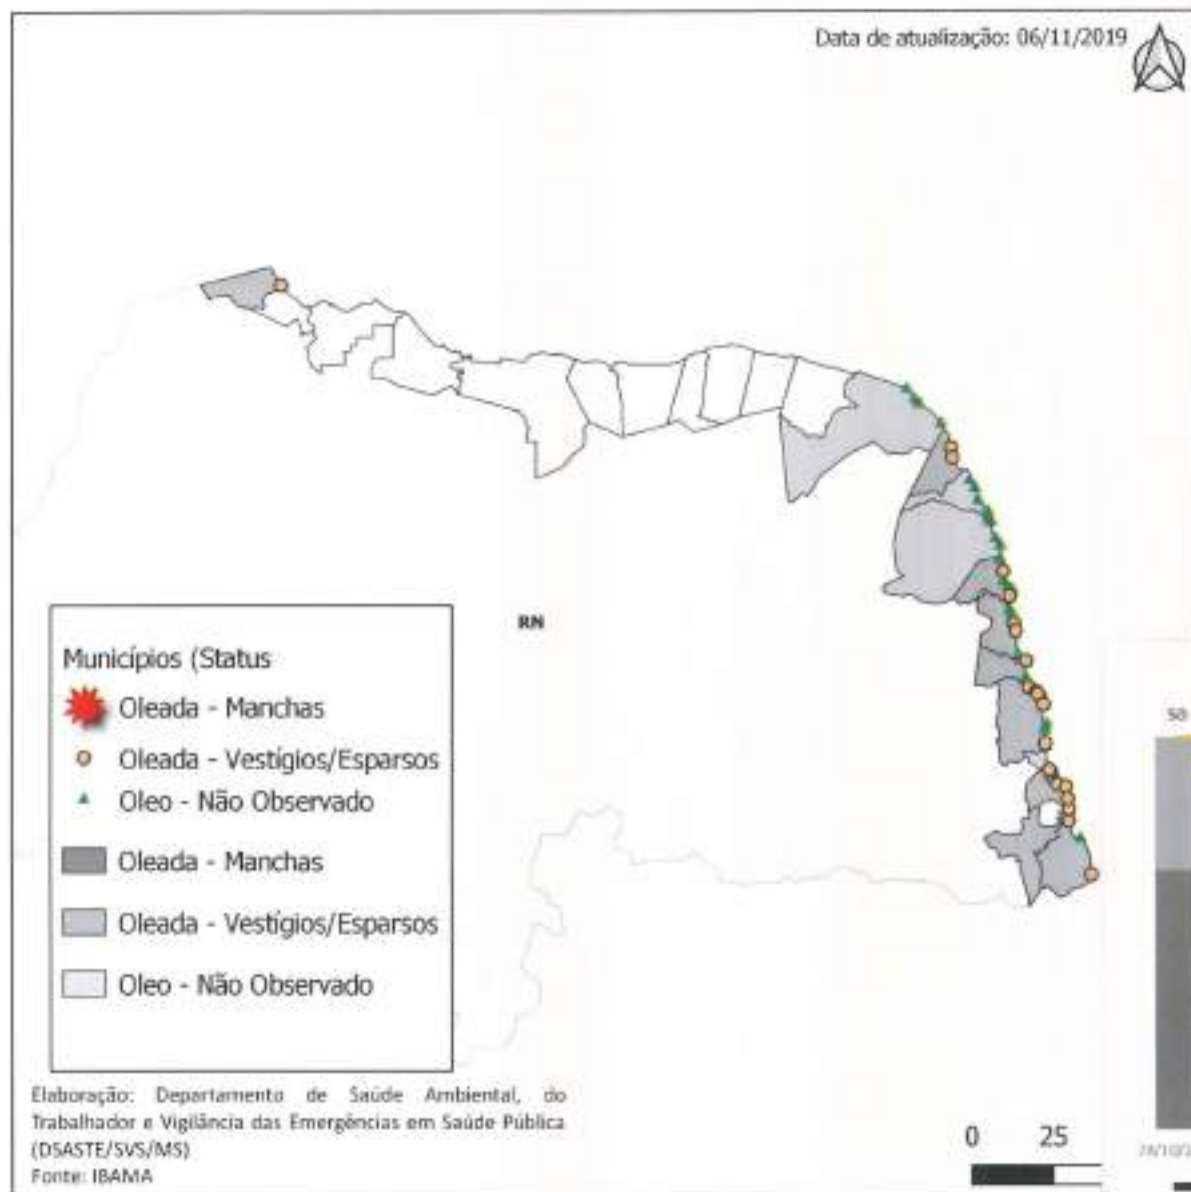 Data de atualização: 06/11/2019
RN
Municípios (Status
Oleada - Manchas
Oleada - Vestígios/Esparsos
Oleo - Não Observado
Oleada - Manchas
Oleada - Vestígios/Esparsos
Oleo - Não Observado
Elaboração: Departamento de Saúde Ambiental, do
Trabalhador e Vigilância das Emergências em Saúde Pública
(DSASTE/SVS/MS)
Fonte: IBAMA
0 25
50